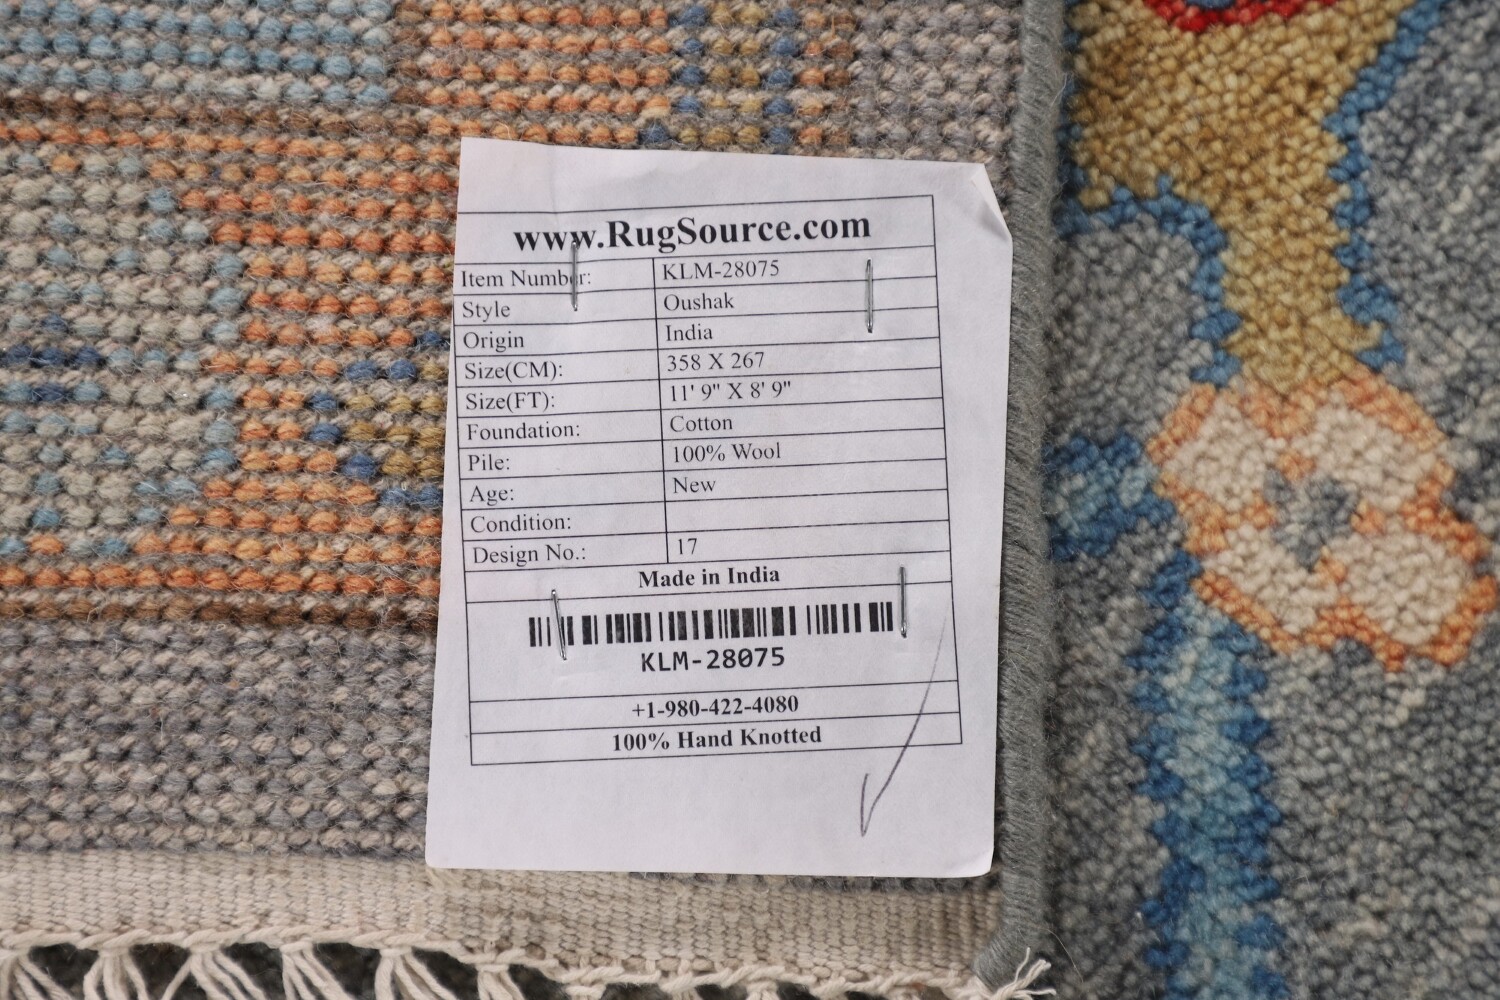 www.RugSource.com
Item Number: KLM-28075
Style Oushak
Origin India
Size(CM): 358 X 267
Size(FT): 11' 9" X 8' 9"
Foundation: Cotton
Pile: 100% Wool
Age: New
Condition:
Design No.: 17
Made in India
KLM-28075
+1-980-422-4080
100% Hand Knotted